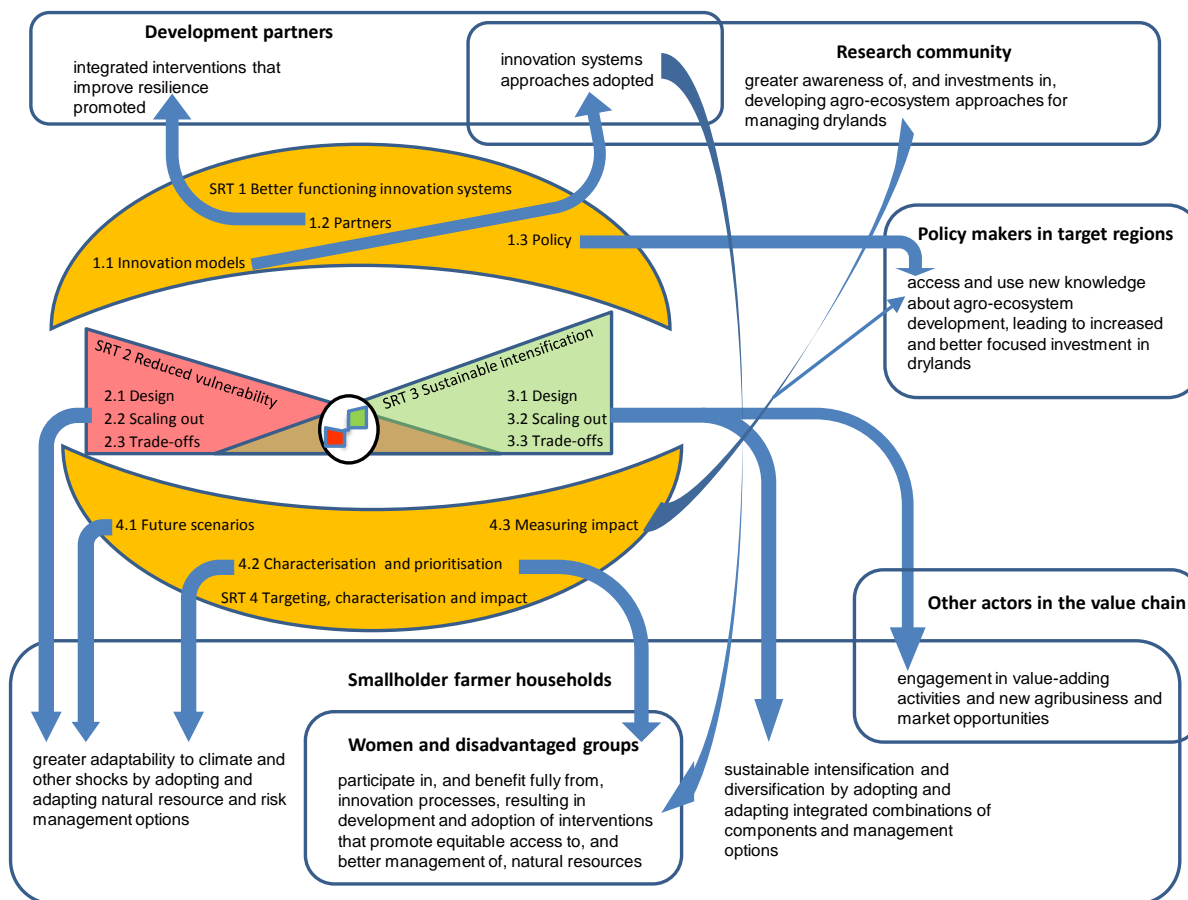 Development partners
integrated interventions that
improve resilience
promoted
innovation systems
approaches adopted
Research community
greater awareness of, and investments in,
developing agro-ecosystem approaches for
managing drylands
SRT 1 Better functioning innovation systems
1.2 Partners
1.3 Policy
1.1 Innovation models
Policy makers in target regions
access and use new knowledge
about agro-ecosystem
development, leading to increased
and better focused investment in
drylands
SRT 2 Reduced vulnerability
2.1 Design
2.2 Scaling out
2.3 Trade-offs
SRT 3 Sustainable intensification
3.1 Design
3.2 Scaling out
3.3 Trade-offs
4.1 Future scenarios
4.3 Measuring impact
4.2 Characterisation and prioritisation
SRT 4 Targeting, characterisation and impact
Other actors in the value chain
engagement in value-adding
activities and new agribusiness and
market opportunities
Smallholder farmer households
greater adaptability to climate and
other shocks by adopting and
adapting natural resource and risk
management options
Women and disadvantaged groups
participate in, and benefit fully from,
innovation processes, resulting in
development and adoption of interventions
that promote equitable access to, and
better management of, natural resources
sustainable intensification and
diversification by adopting and
adapting integrated combinations of
components and management
options